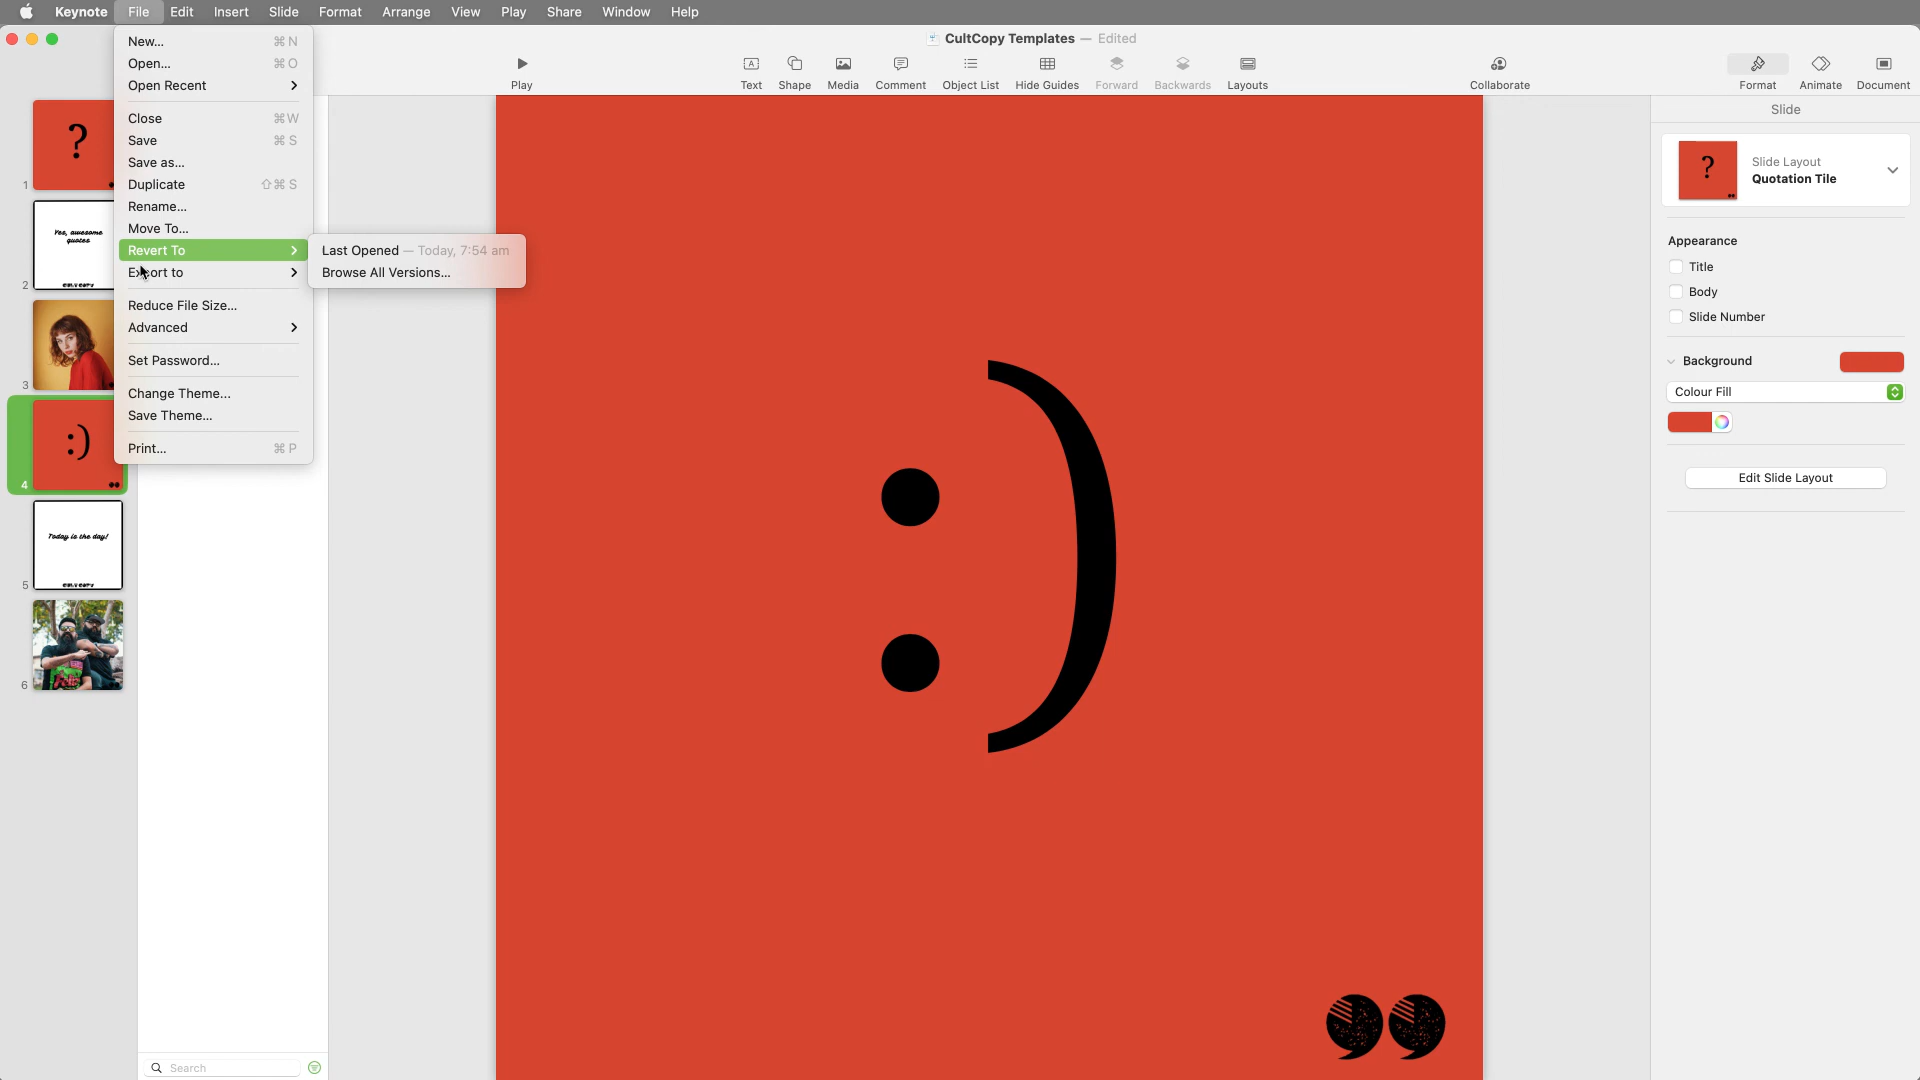 Keynote File Edit Insert Slide Format Arrange View Play Share Window Help
CultCopy Templates — Edited
Play Text Shape Media Comment Object List Hide Guides Forward Backwards Layouts Collaborate Format Animate Document
New... ⌘ N
Open... ⌘ O
Open Recent
Close ⌘ W
Save ⌘ S
Save as...
Duplicate ⇧⌘ S
Rename...
Move To...
Revert To
Last Opened — Today, 7:54 am
Browse All Versions...
Export to
Reduce File Size...
Advanced
Set Password...
Change Theme...
Save Theme...
Print... ⌘ P
?
1
Yes, awesome
quotes
CULTCOPY
2
3
:)
4
Today is the day!
CULTCOPY
5
6
Search
:)
Slide
?
Slide Layout
Quotation Tile
Appearance
Title
Body
Slide Number
Background
Colour Fill
Edit Slide Layout